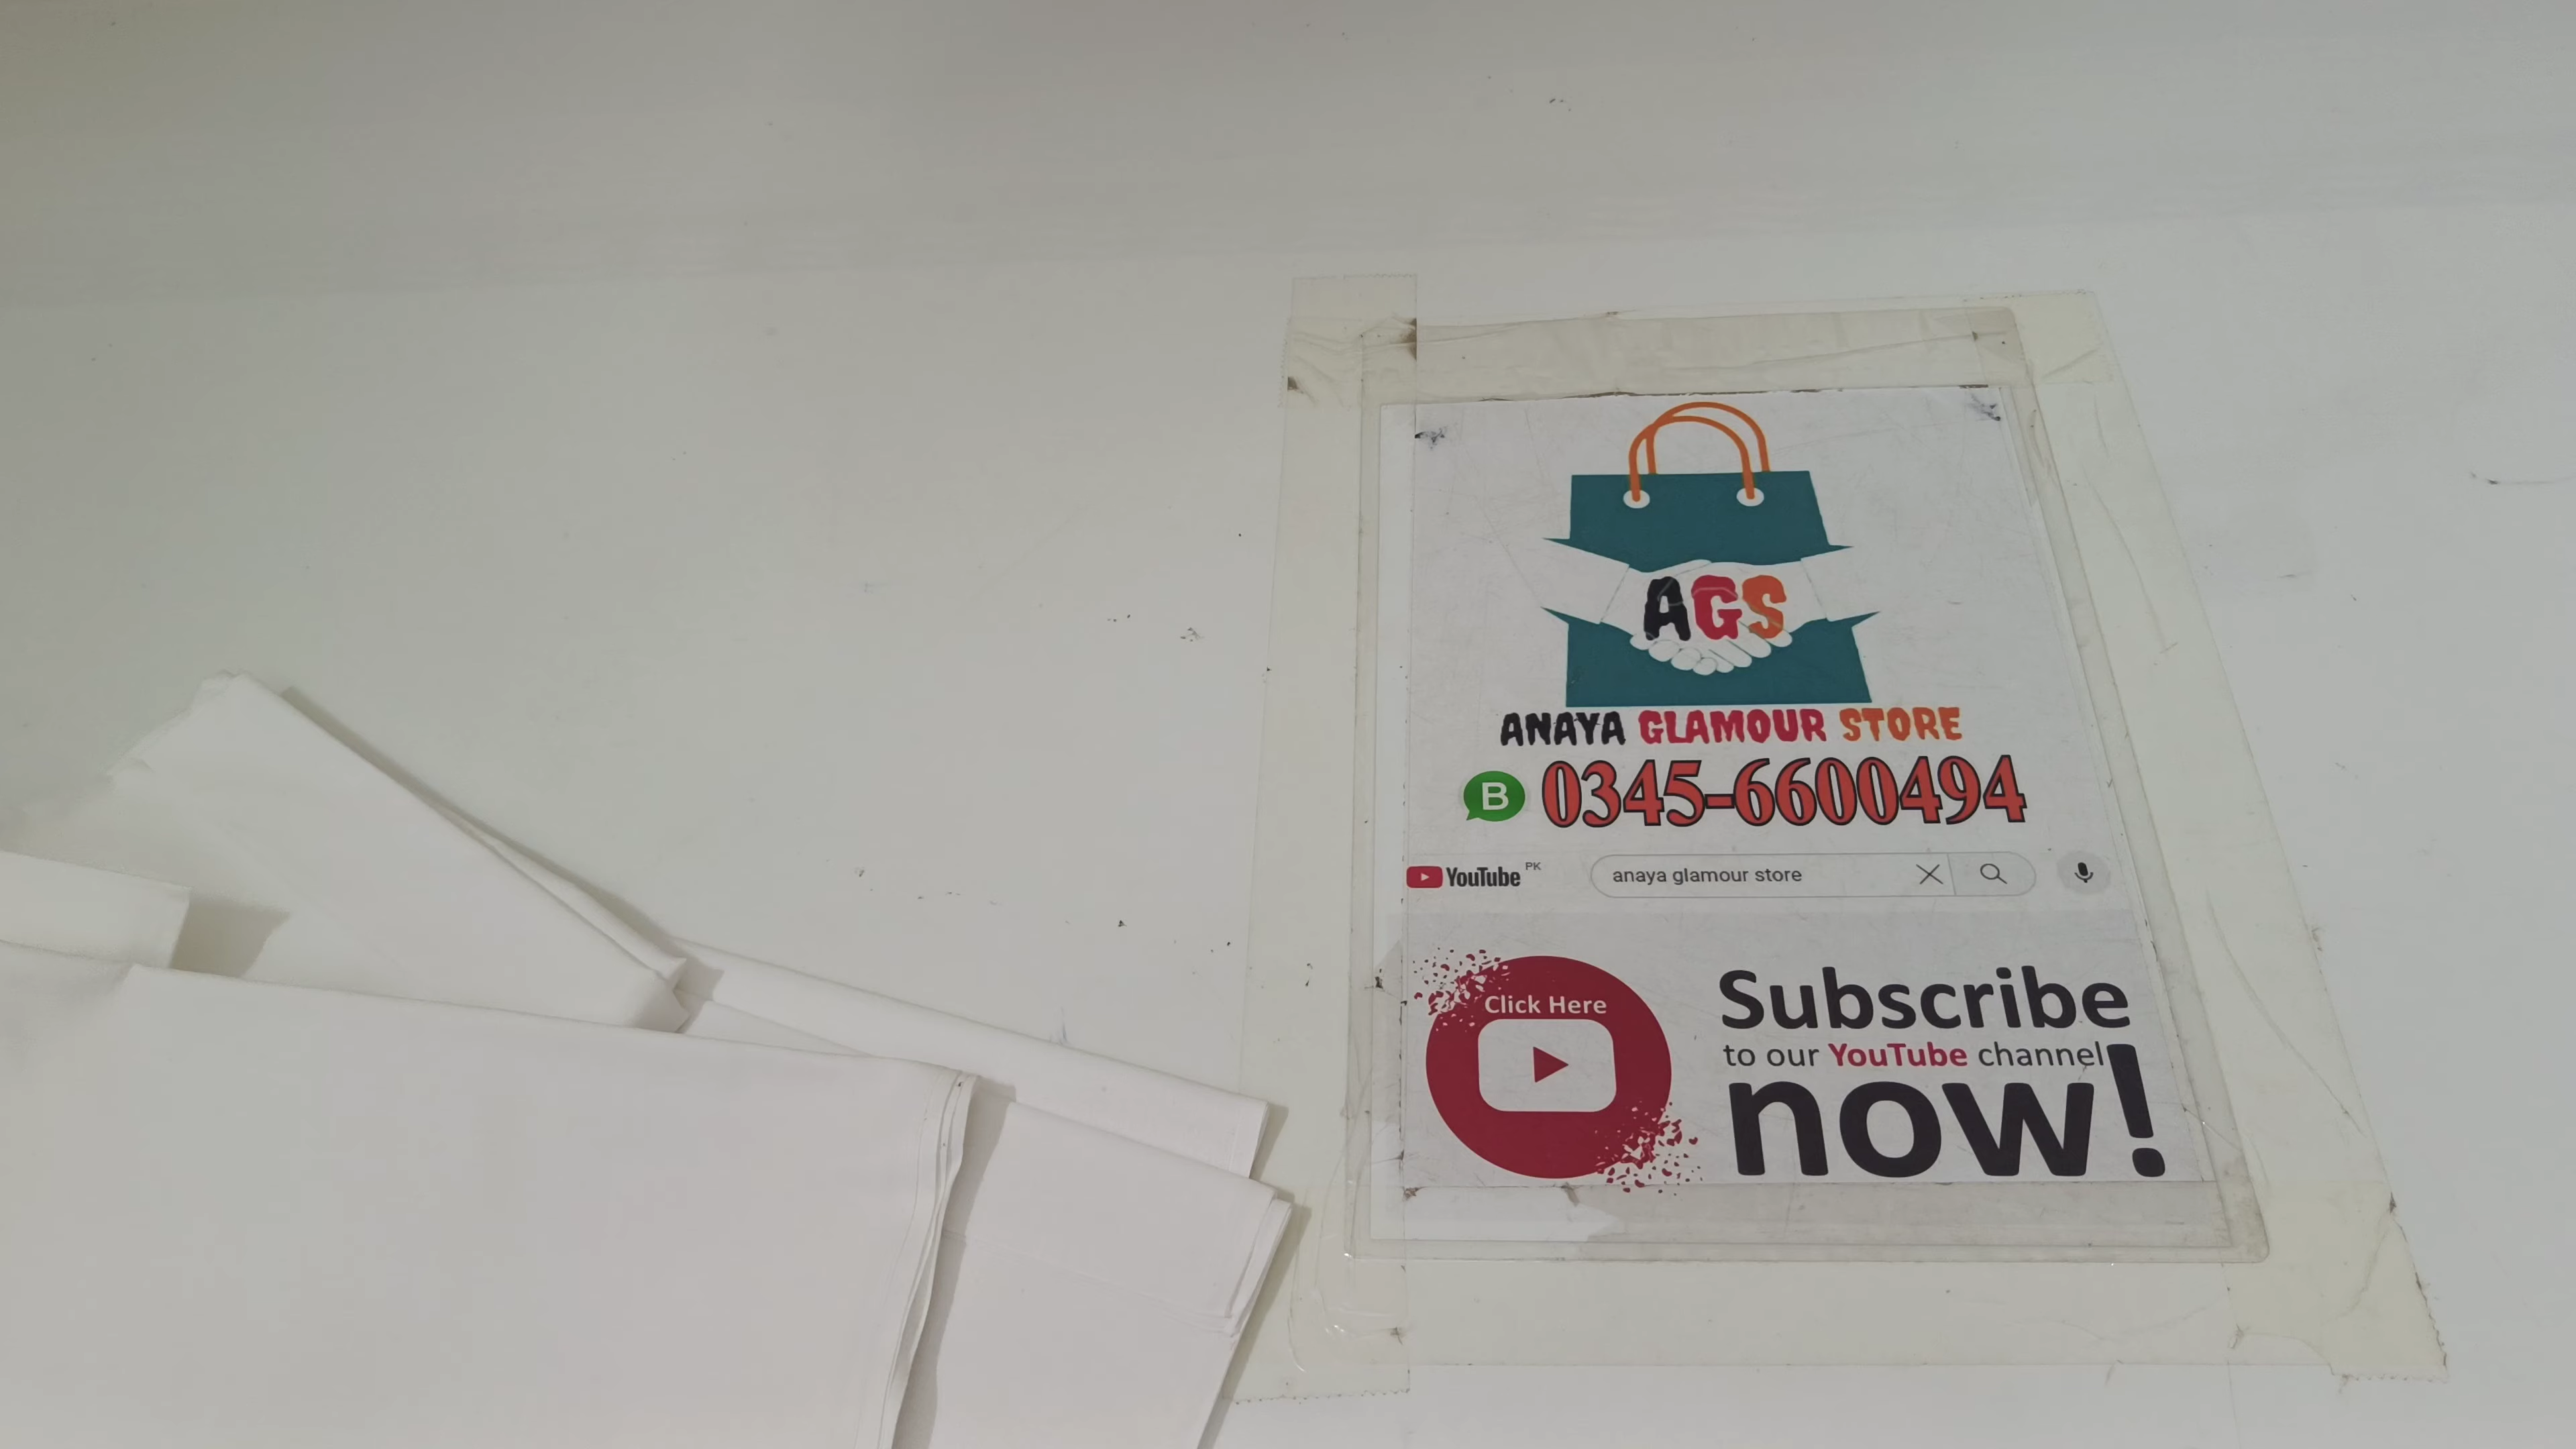 AGS
ANAYA GLAMOUR STORE
B 0345-6600494
YouTube PK anaya glamour store
Click Here
Subscribe
to our YouTube channel
now!